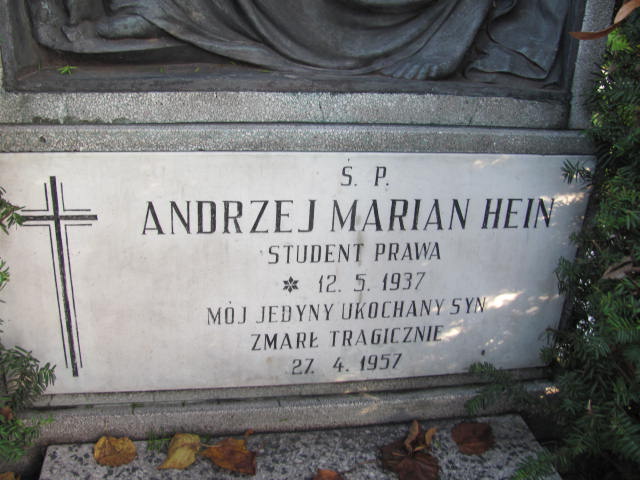 Ś. P.
ANDRZEJ MARIAN HEIN
STUDENT PRAWA
* 12. 5. 1937
MÓJ JEDYNY UKOCHANY SYN
ZMARŁ TRAGICZNIE
27. 4. 1957